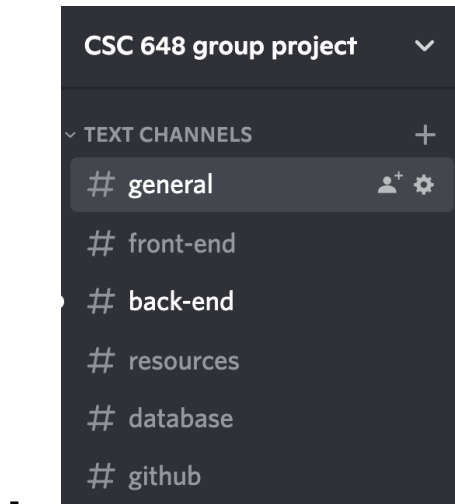 CSC 648 group project
TEXT CHANNELS
# general
# front-end
# back-end
# resources
# database
# github